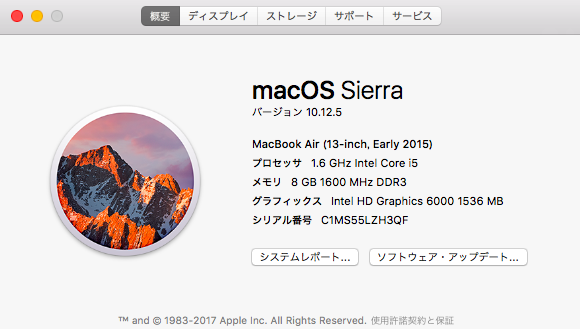 概要 ディスプレイ ストレージ サポート サービス
macOS Sierra
バージョン 10.12.5
MacBook Air (13-inch, Early 2015)
プロセッサ 1.6 GHz Intel Core i5
メモリ 8 GB 1600 MHz DDR3
グラフィックス Intel HD Graphics 6000 1536 MB
シリアル番号 C1MS55LZH3QF
システムレポート... ソフトウェア・アップデート...
™ and © 1983-2017 Apple Inc. All Rights Reserved. 使用許諾契約と保証